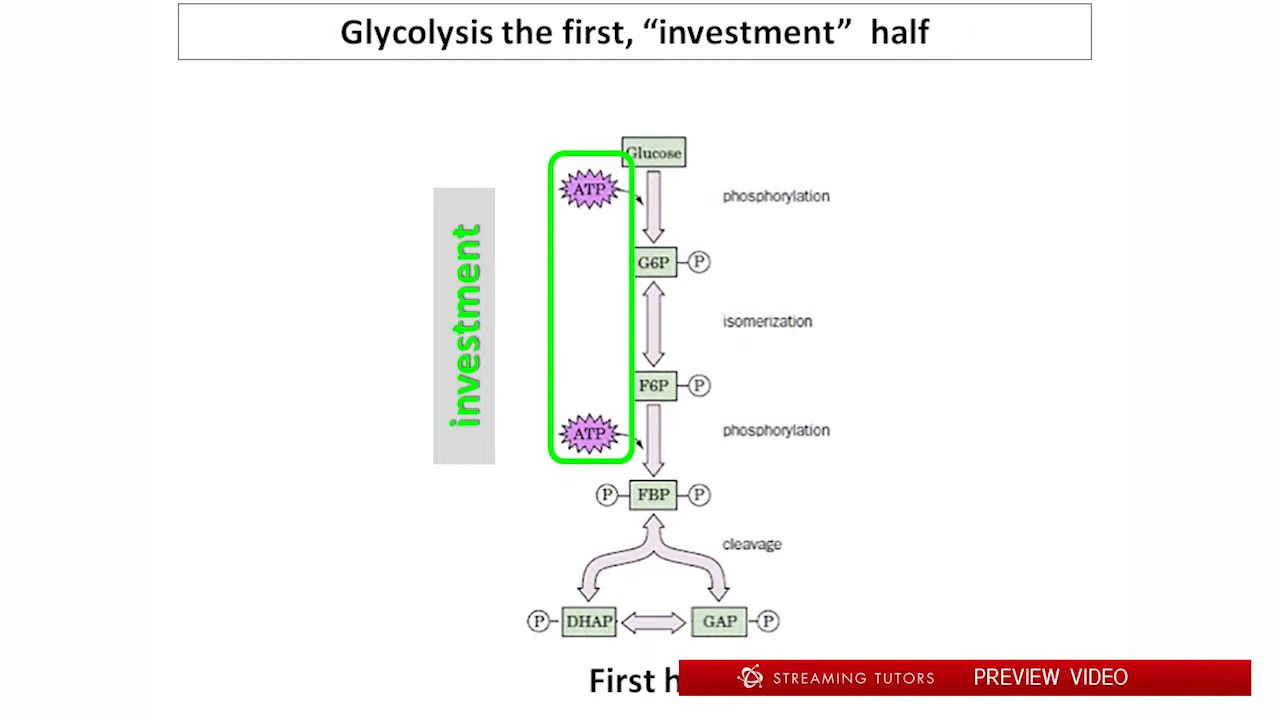 Glycolysis the first, “investment” half
Glucose
ATP
phosphorylation
investment
G6P P
isomerization
F6P P
ATP
phosphorylation
P FBP P
cleavage
P DHAP GAP P
First
STREAMING TUTORS PREVIEW VIDEO